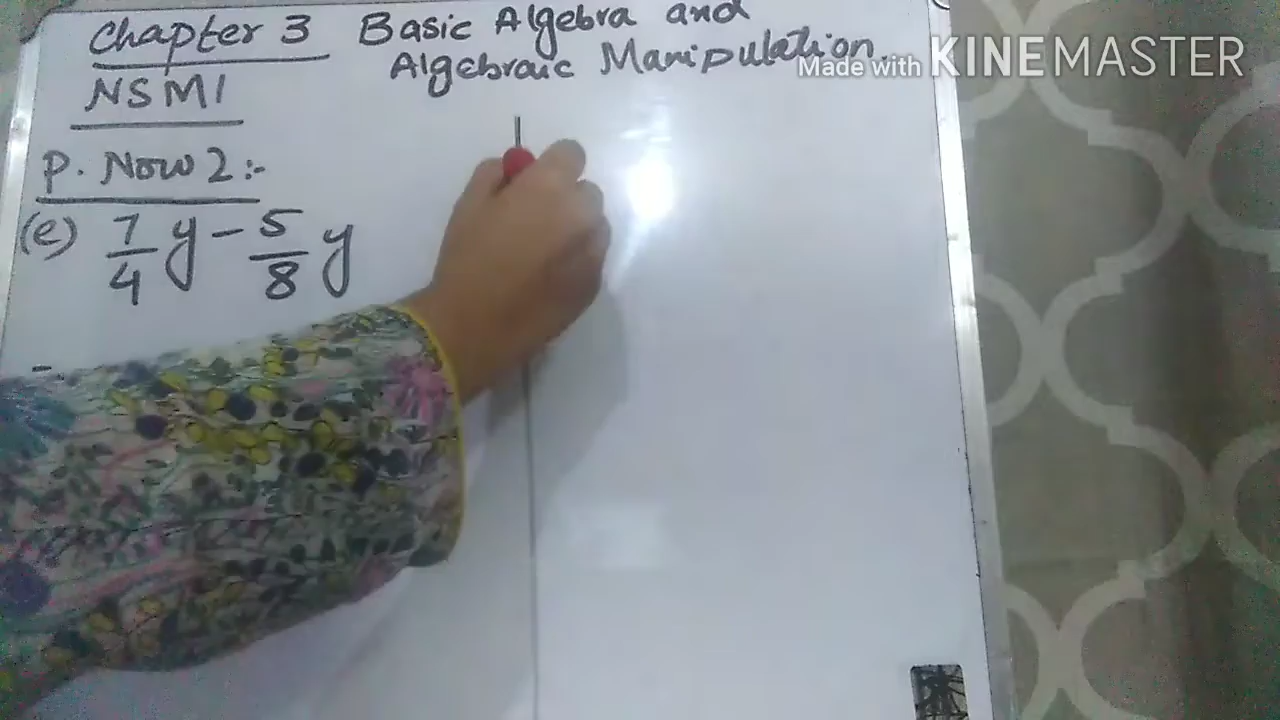 Chapter 3 Basic Algebra and
Algebraic Manipulation
Made with KINEMASTER
NSM1
P. Now 2:-
(e) 7/4 y - 5/8 y